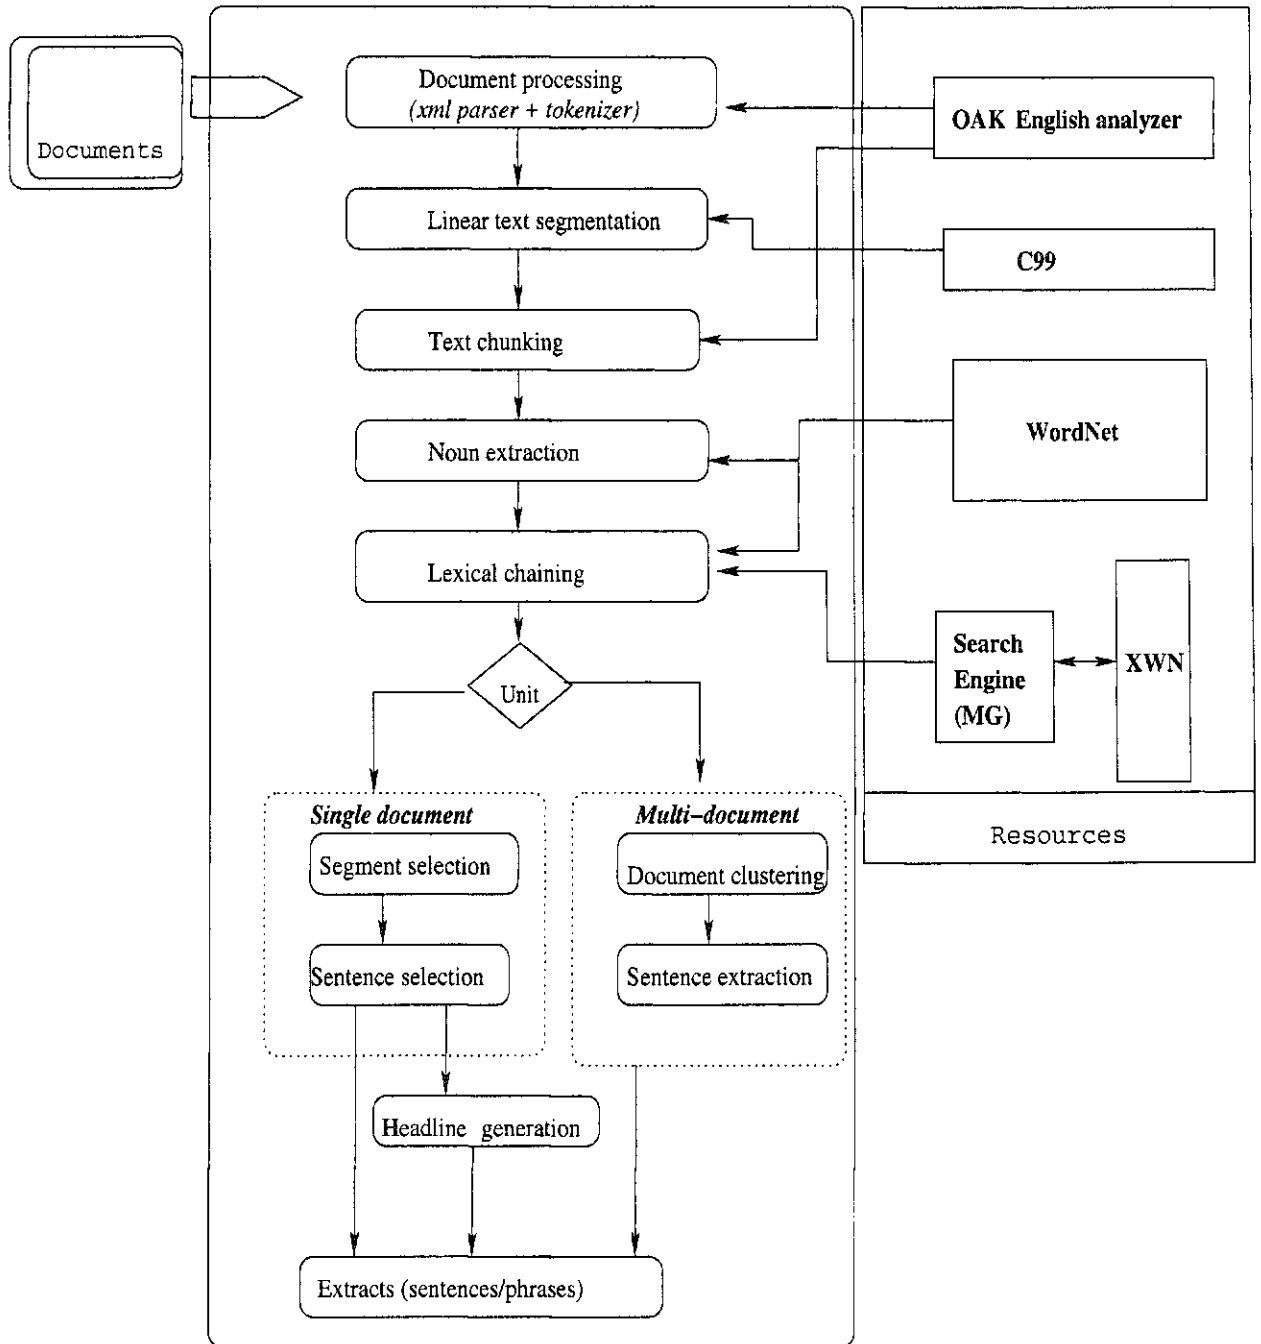 Documents
Document processing
(xml parser + tokenizer)
Linear text segmentation
Text chunking
Noun extraction
Lexical chaining
Unit
Single document
Segment selection
Sentence selection
Multi-document
Document clustering
Sentence extraction
Headline generation
Extracts (sentences/phrases)
OAK English analyzer
C99
WordNet
Search
Engine
(MG)
XWN
Resources